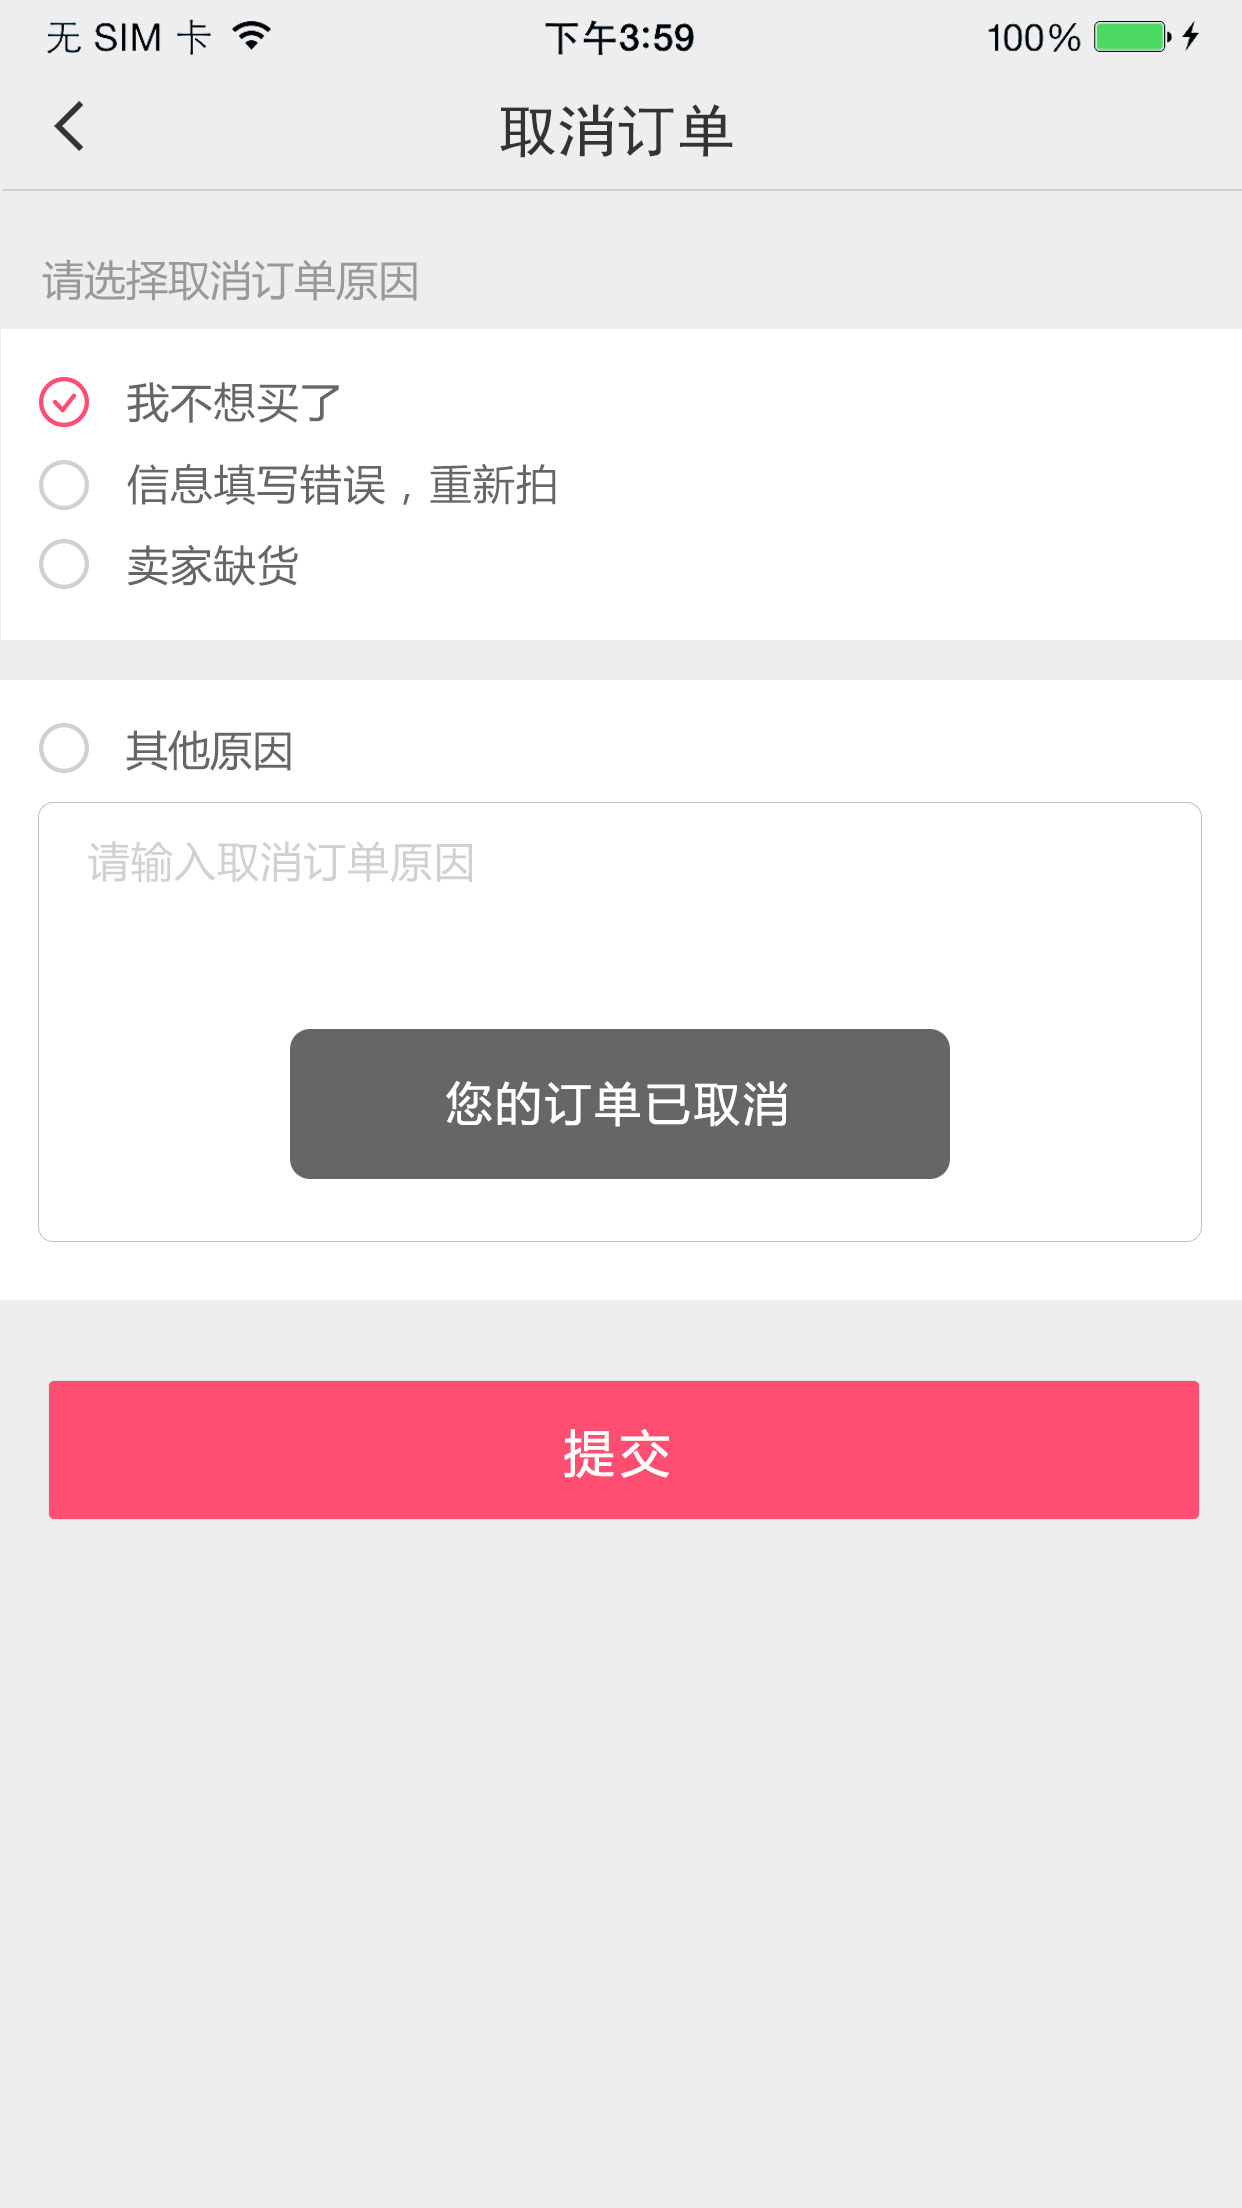 无 SIM 卡 下午3:59 100%
取消订单
请选择取消订单原因
我不想买了
信息填写错误，重新拍
卖家缺货
其他原因
请输入取消订单原因
您的订单已取消
提交